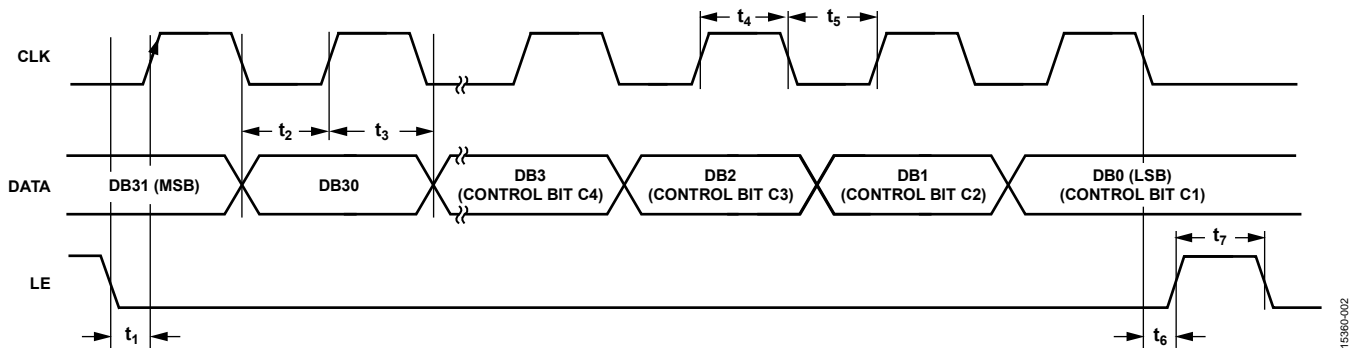 t4
t5
CLK
t2
t3
DATA
DB31 (MSB)
DB30
DB3
(CONTROL BIT C4)
DB2
(CONTROL BIT C3)
DB1
(CONTROL BIT C2)
DB0 (LSB)
(CONTROL BIT C1)
t7
LE
t1
t6
15360-002